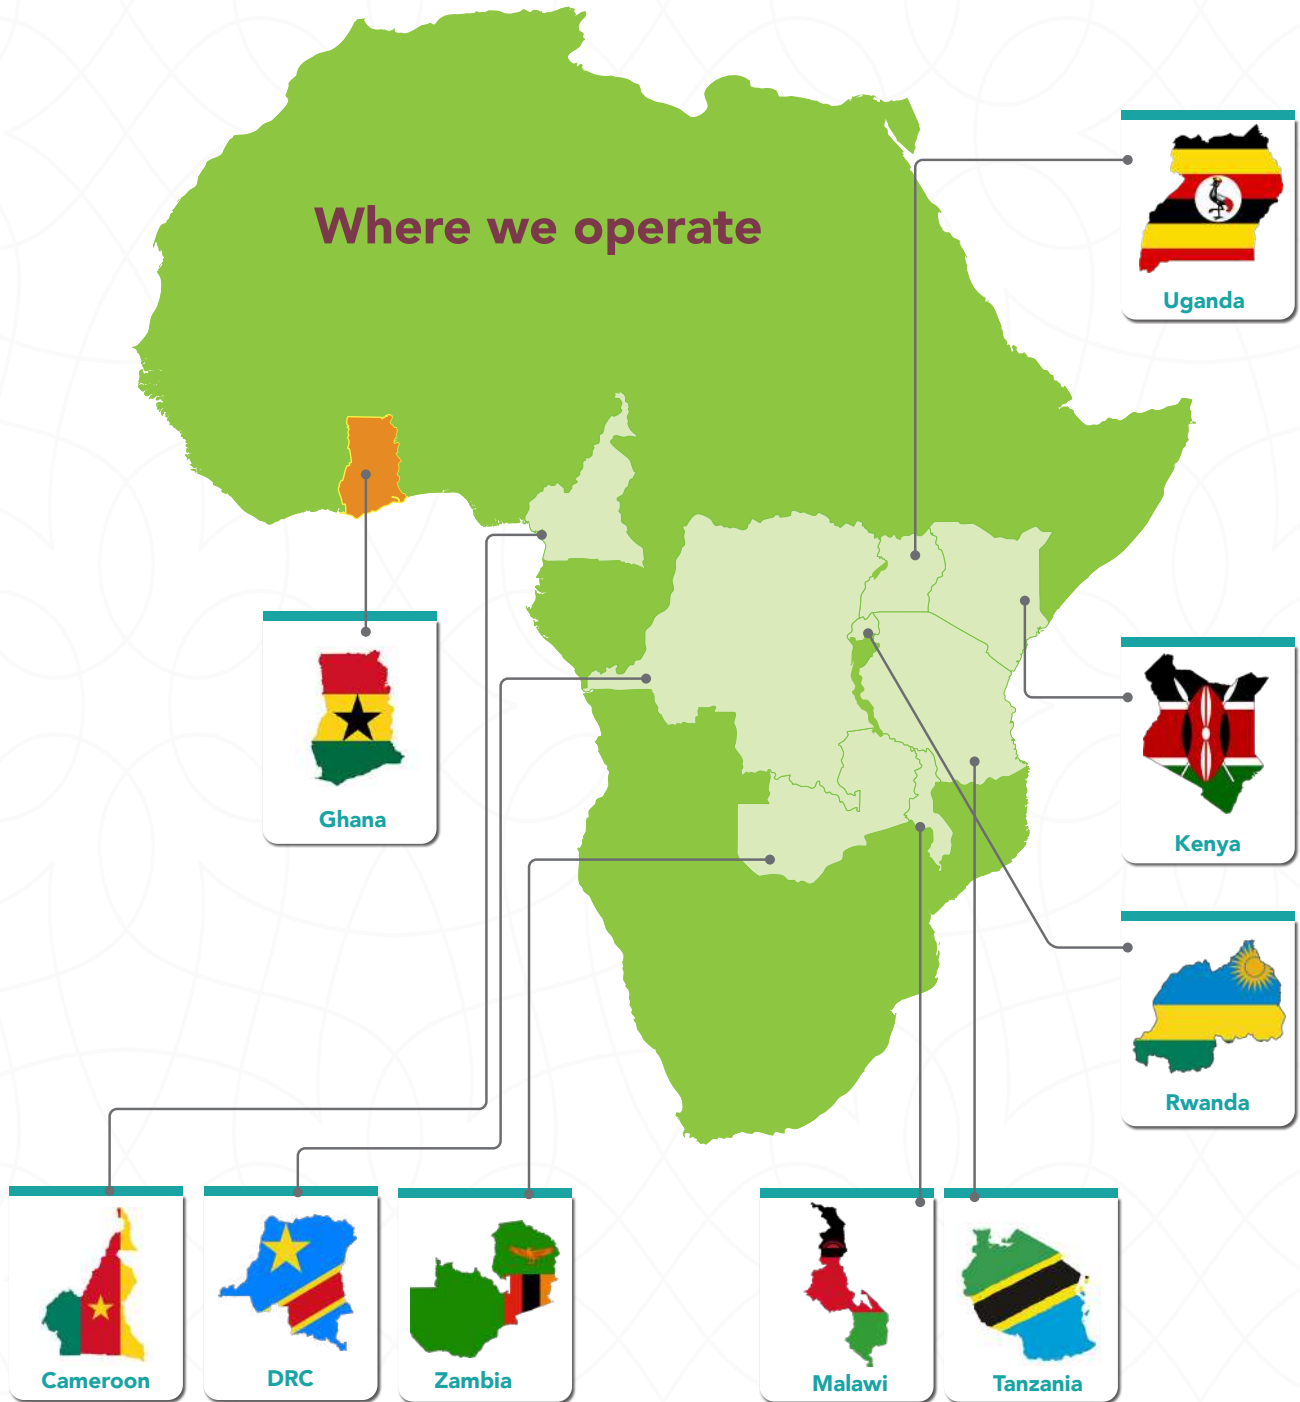 Where we operate
Uganda
Ghana
Kenya
Rwanda
Cameroon
DRC
Zambia
Malawi
Tanzania